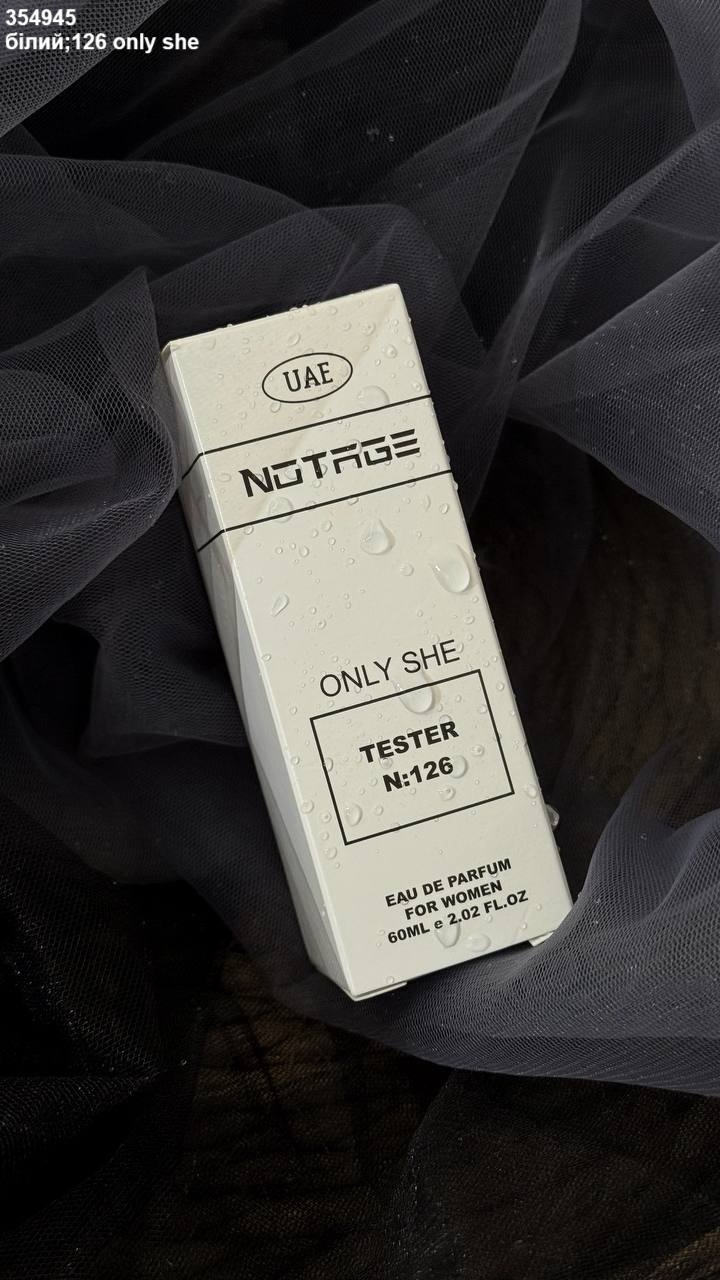 354945
білий;126 only she
UAE
NOTAGE
ONLY SHE
TESTER
N:126
EAU DE PARFUM
FOR WOMEN
60ML e 2.02 FL.OZ